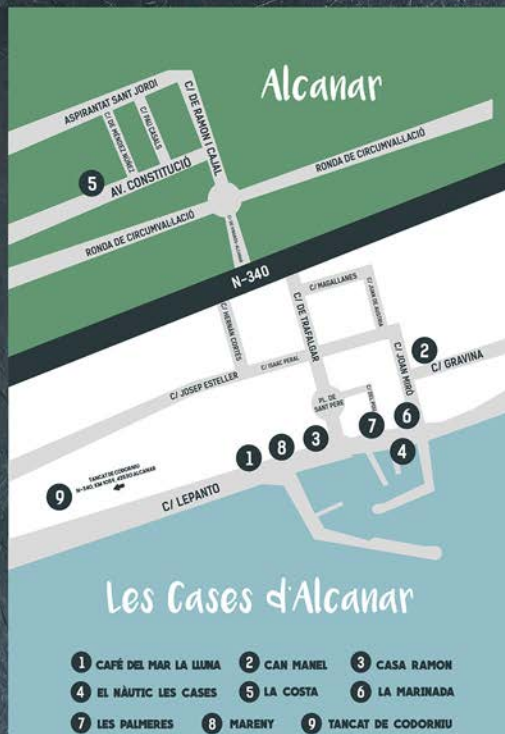 Alcanar
ASPIRANTAT SANT JORDI
C/ DE RAMON I CAJAL
C/ DE MÉNDEZ NÚÑEZ
C/ PAU CASALS
5
AV. CONSTITUCIÓ
RONDA DE CIRCUMVAL·LACIÓ
RONDA DE CIRCUMVAL·LACIÓ
N-340
C/ MAGALLANES
C/ JUAN DE AUSTRIA
C/ HERNÁN CORTÉS
C/ DE TRAFALGAR
C/ ISAAC PERAL
C/ JOAN MIRÓ
2
C/ GRAVINA
C/ JOSEP ESTELLER
PL. DE
SANT PERE
1
8
3
7
6
4
TANCAT DE CODORNIU
N-340, KM 1059, 43530 ALCANAR
9
C/ LEPANTO
Les Cases d'Alcanar
1 CAFÉ DEL MAR LA LLUNA 2 CAN MANEL 3 CASA RAMON
4 EL NÀUTIC LES CASES 5 LA COSTA 6 LA MARINADA
7 LES PALMERES 8 MARENY 9 TANCAT DE CODORNIU